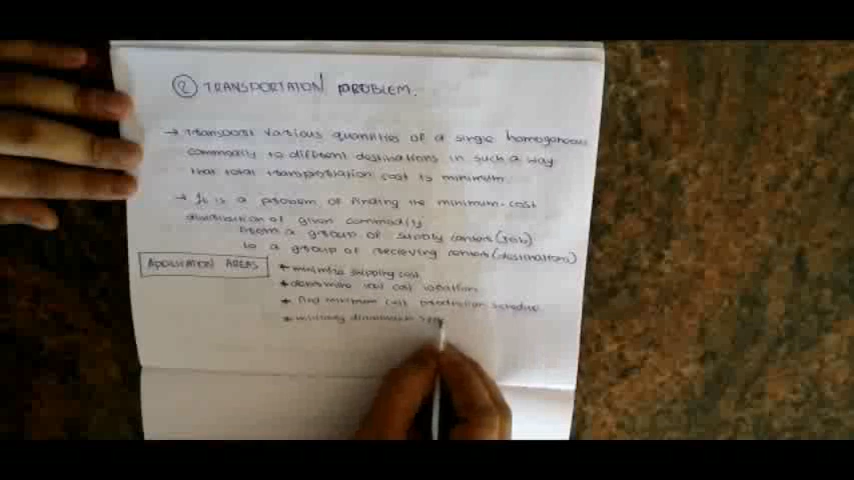 ② TRANSPORTATION PROBLEM.
→ Transport various quantities of a single homogeneous
commodity to different destinations in such a way
that total transportation cost is minimum.
→ It is a problem of finding the minimum-cost
distribution of given commodity
from a group of supply centers
to a group of recieving centers (destinations)
APPLICATION AREAS
* minimize shipping cost
* determine cost location
* find minimum cost production schedule
* military